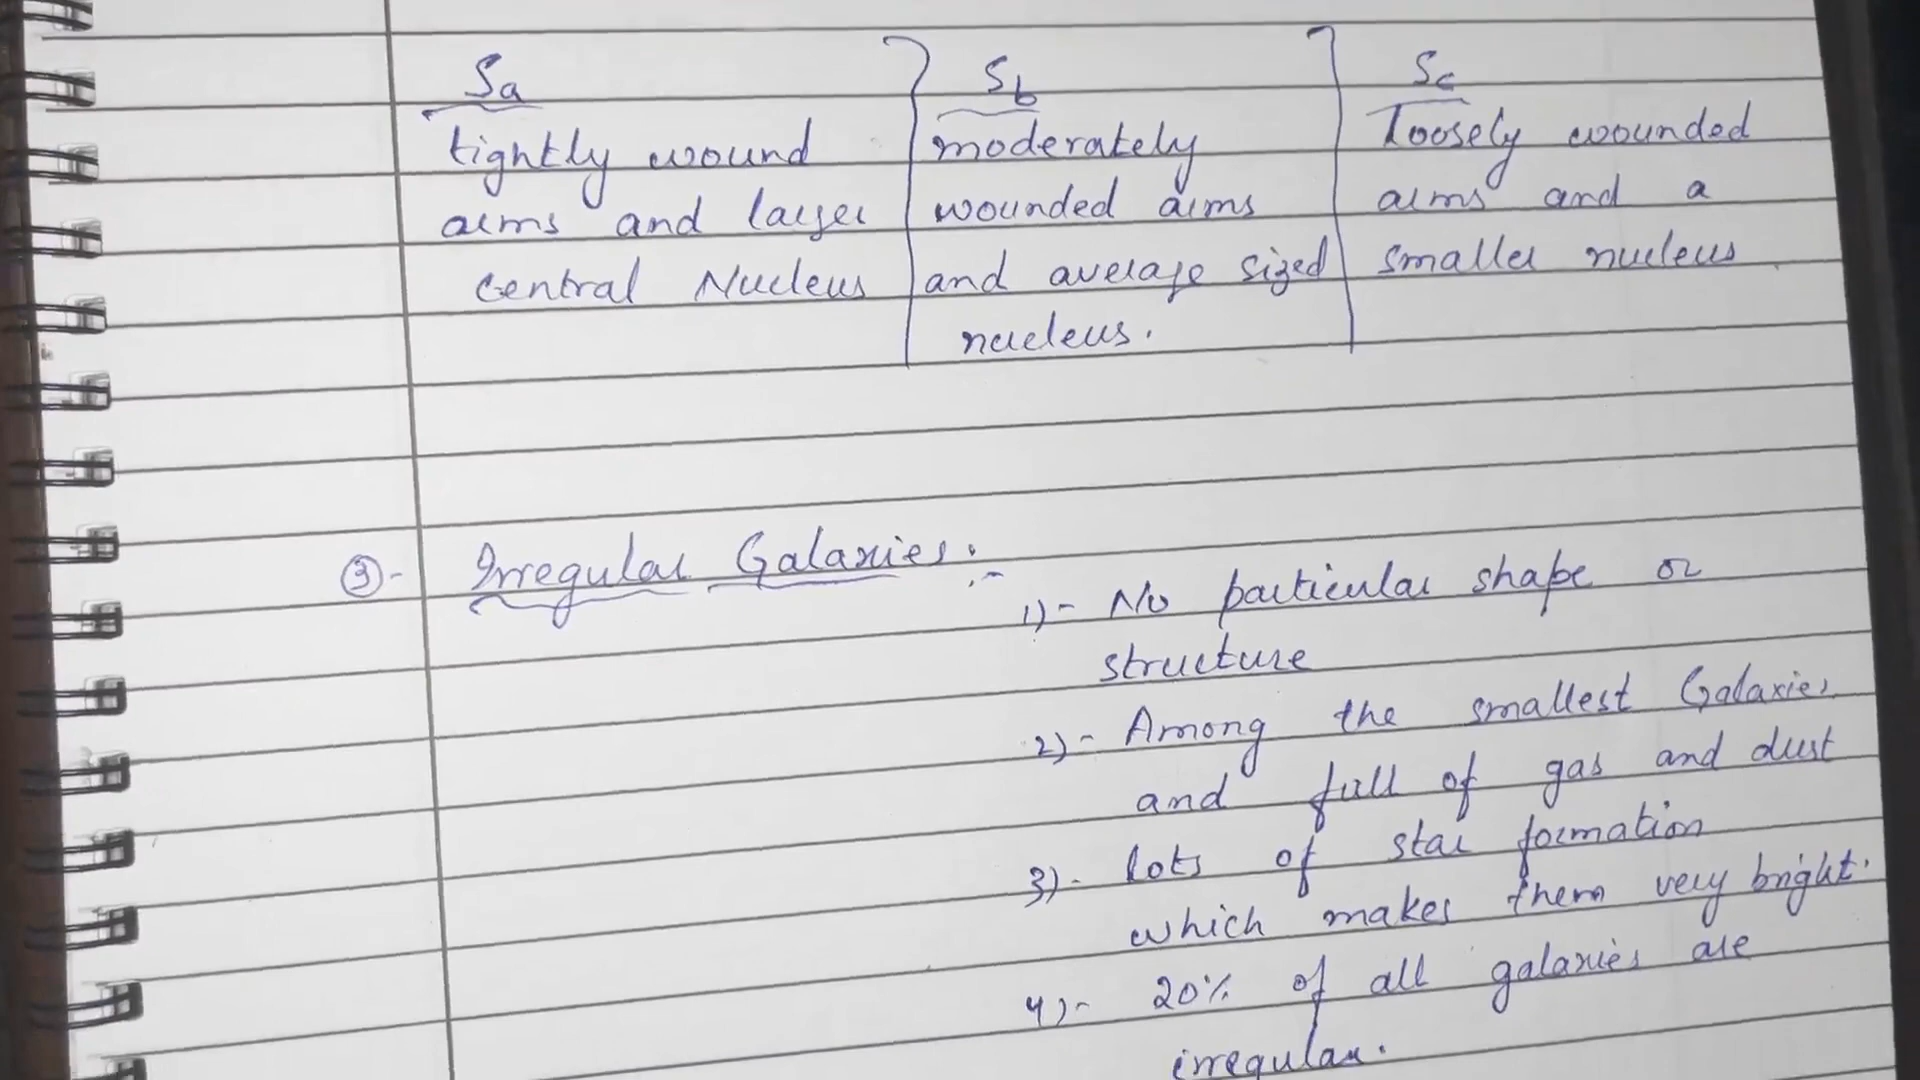 Sa
tightly wound
arms and larger
central Nucleus
Sb
moderately
wounded arms
and average sized
nucleus.
Sc
Loosely wounded
arms and a
smaller nucleus
3)- Irregular Galaxies:-
1)- No particular shape or
structure
2)- Among the smallest Galaxies
and full of gas and dust
3)- lots of star formation
which makes them very bright.
4)- 20% of all galaxies are
irregular.